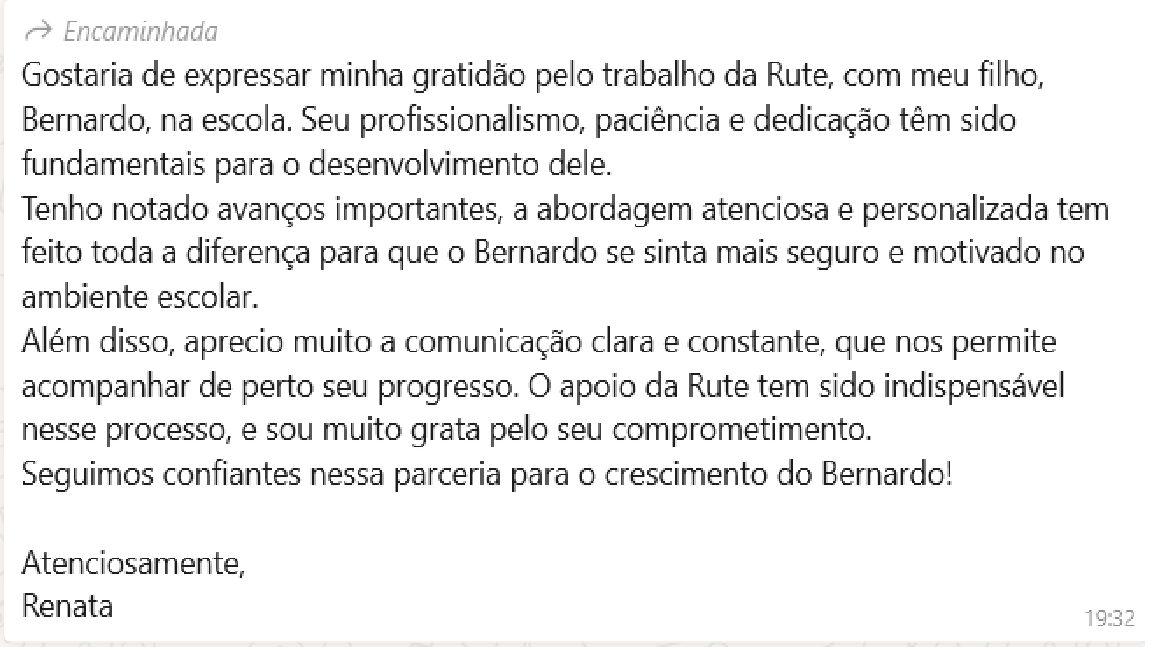 Encaminhada
Gostaria de expressar minha gratidão pelo trabalho da Rute, com meu filho,
Bernardo, na escola. Seu profissionalismo, paciência e dedicação têm sido
fundamentais para o desenvolvimento dele.
Tenho notado avanços importantes, a abordagem atenciosa e personalizada tem
feito toda a diferença para que o Bernardo se sinta mais seguro e motivado no
ambiente escolar.
Além disso, aprecio muito a comunicação clara e constante, que nos permite
acompanhar de perto seu progresso. O apoio da Rute tem sido indispensável
nesse processo, e sou muito grata pelo seu comprometimento.
Seguimos confiantes nessa parceria para o crescimento do Bernardo!
Atenciosamente,
Renata
19:32